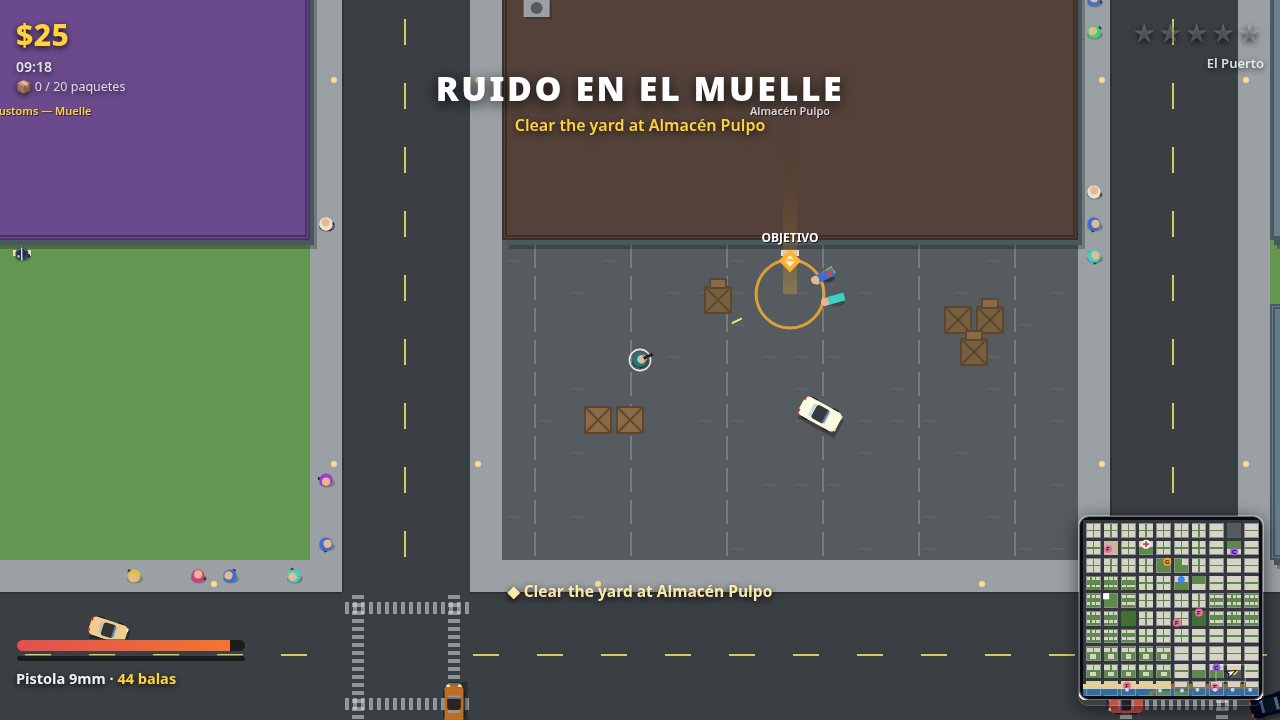 $25
09:18
0 / 20 paquetes
ustoms — Muelle
El Puerto
RUIDO EN EL MUELLE
Almacén Pulpo
Clear the yard at Almacén Pulpo
OBJETIVO
Clear the yard at Almacén Pulpo
Pistola 9mm · 44 balas